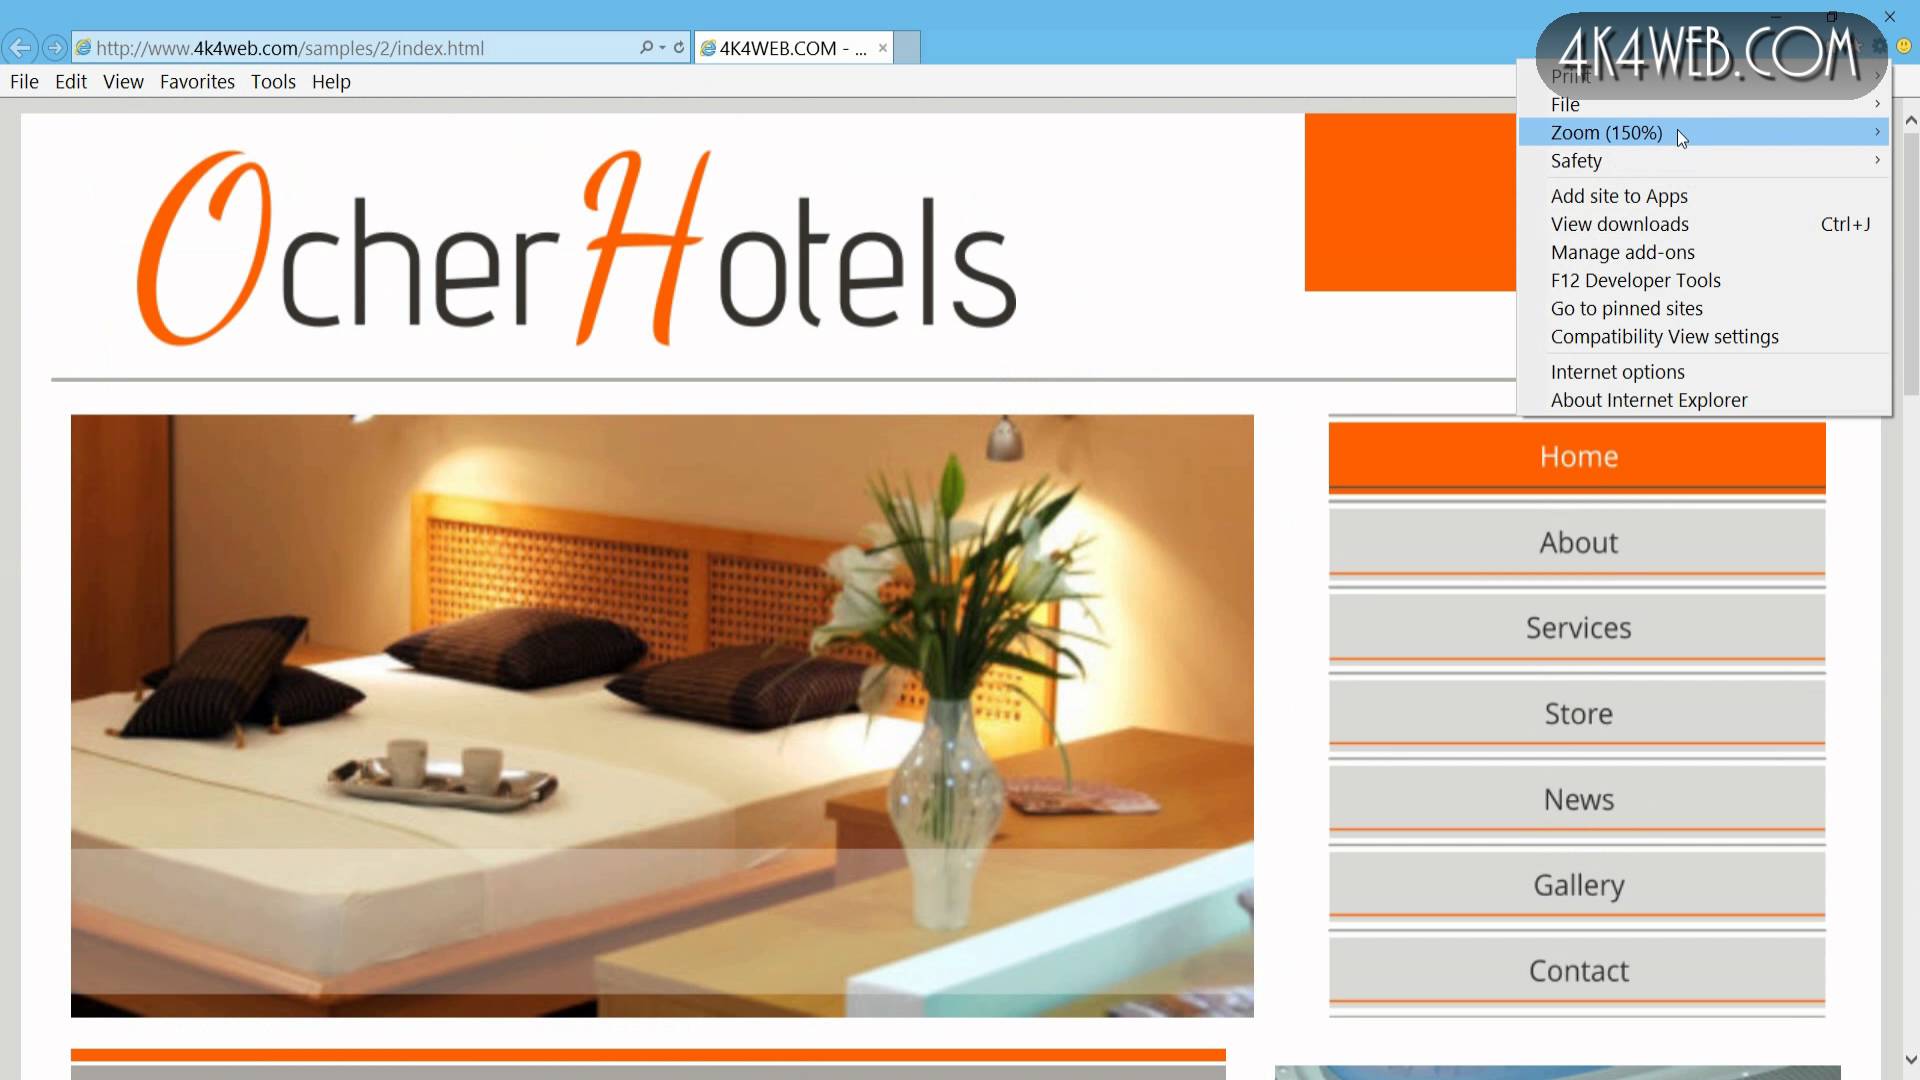 4K4WEB.COM
http://www.4k4web.com/samples/2/index.html
4K4WEB.COM - ...
File Edit View Favorites Tools Help
Print
File
Zoom (150%)
Safety
Add site to Apps
View downloads Ctrl+J
Manage add-ons
F12 Developer Tools
Go to pinned sites
Compatibility View settings
Internet options
About Internet Explorer
Ocher Hotels
Home
About
Services
Store
News
Gallery
Contact